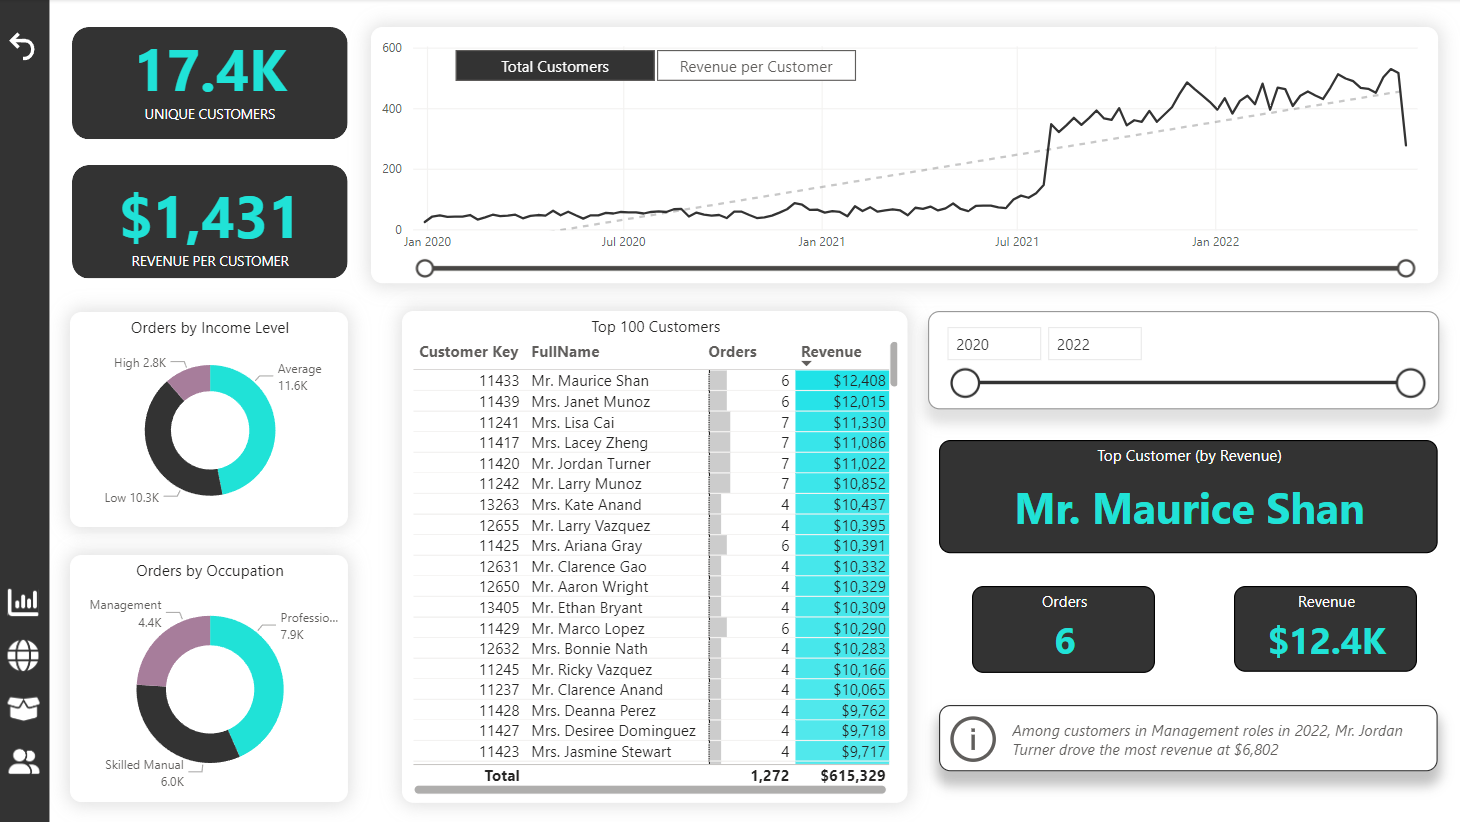 17.4K
UNIQUE CUSTOMERS
$1,431
REVENUE PER CUSTOMER
Total Customers
Revenue per Customer
600
400
200
0
Jan 2020
Jul 2020
Jan 2021
Jul 2021
Jan 2022
Orders by Income Level
High 2.8K
Average
11.6K
Low 10.3K
Orders by Occupation
Management
4.4K
Professio...
7.9K
Skilled Manual
6.0K
Top 100 Customers
Customer Key FullName Orders Revenue
11433 Mr. Maurice Shan 6 $12,408
11439 Mrs. Janet Munoz 6 $12,015
11241 Mrs. Lisa Cai 7 $11,330
11417 Mrs. Lacey Zheng 7 $11,086
11420 Mr. Jordan Turner 7 $11,022
11242 Mr. Larry Munoz 7 $10,852
13263 Mrs. Kate Anand 4 $10,437
12655 Mr. Larry Vazquez 4 $10,395
11425 Mrs. Ariana Gray 6 $10,391
12631 Mr. Clarence Gao 4 $10,332
12650 Mr. Aaron Wright 4 $10,329
13405 Mr. Ethan Bryant 4 $10,309
11429 Mr. Marco Lopez 6 $10,290
12632 Mrs. Bonnie Nath 4 $10,283
11245 Mr. Ricky Vazquez 4 $10,166
11237 Mr. Clarence Anand 4 $10,065
11428 Mrs. Deanna Perez 4 $9,762
11427 Mrs. Desiree Dominguez 4 $9,718
11423 Mrs. Jasmine Stewart 4 $9,717
Total 1,272 $615,329
2020
2022
Top Customer (by Revenue)
Mr. Maurice Shan
Orders
6
Revenue
$12.4K
Among customers in Management roles in 2022, Mr. Jordan
Turner drove the most revenue at $6,802